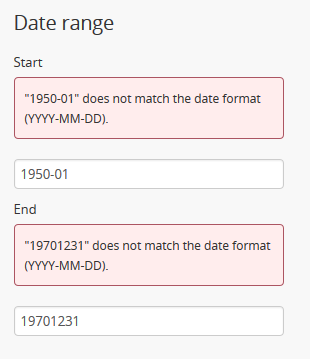 Date range
Start
"1950-01" does not match the date format
(YYYY-MM-DD).
1950-01
End
"19701231" does not match the date format
(YYYY-MM-DD).
19701231